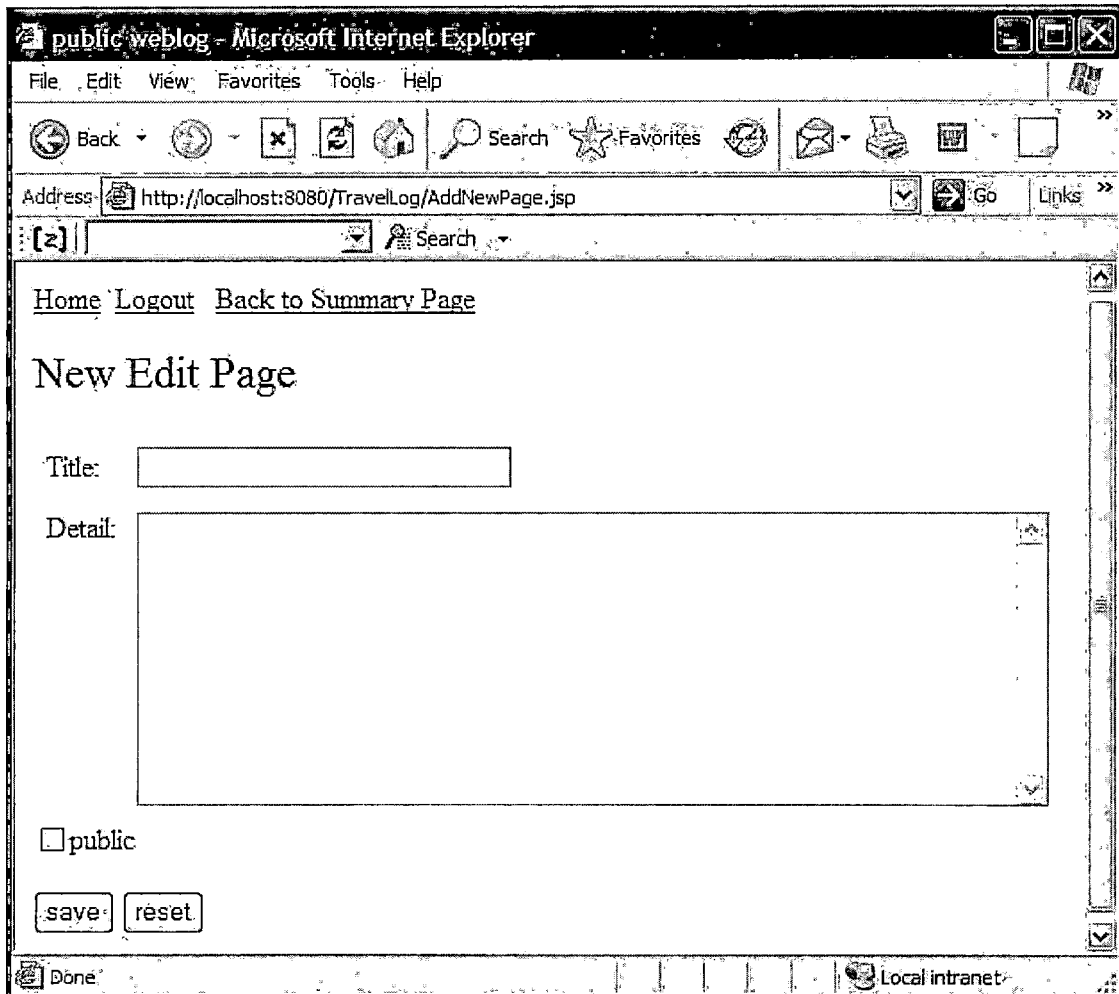 public weblog - Microsoft Internet Explorer
File Edit View Favorites Tools Help
Back Search Favorites »
Address http://localhost:8080/TravelLog/AddNewPage.jsp Go Links »
[z] Search
Home Logout Back to Summary Page
New Edit Page
Title:
Detail:
public
save reset
Done Local intranet